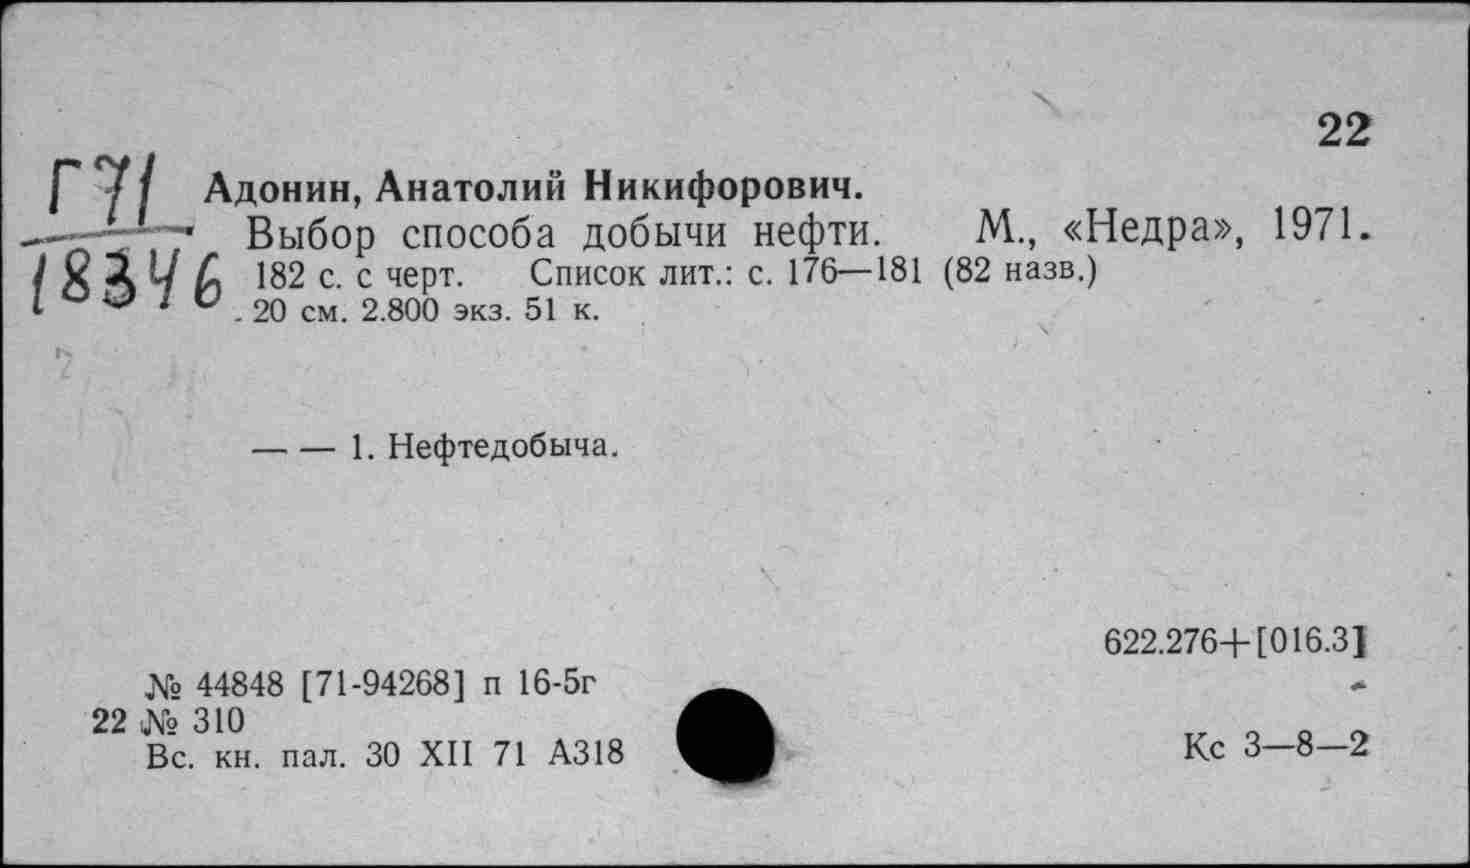 22
Г71
18346
Адонин, Анатолий Никифорович.
Выбор способа добычи нефти. М., «Недра», 1971.
182 с. с черт. Список лит.: с. 176—181 (82 назв.)
20 см. 2.800 экз. 51 к.
— — 1. Нефтедобыча.
622.276+[016.3]
№ 44848 [71-94268] п 16-5г
22 № 310
Вс. кн. пал. 30 XII 71 А318
Кс 3—8—2